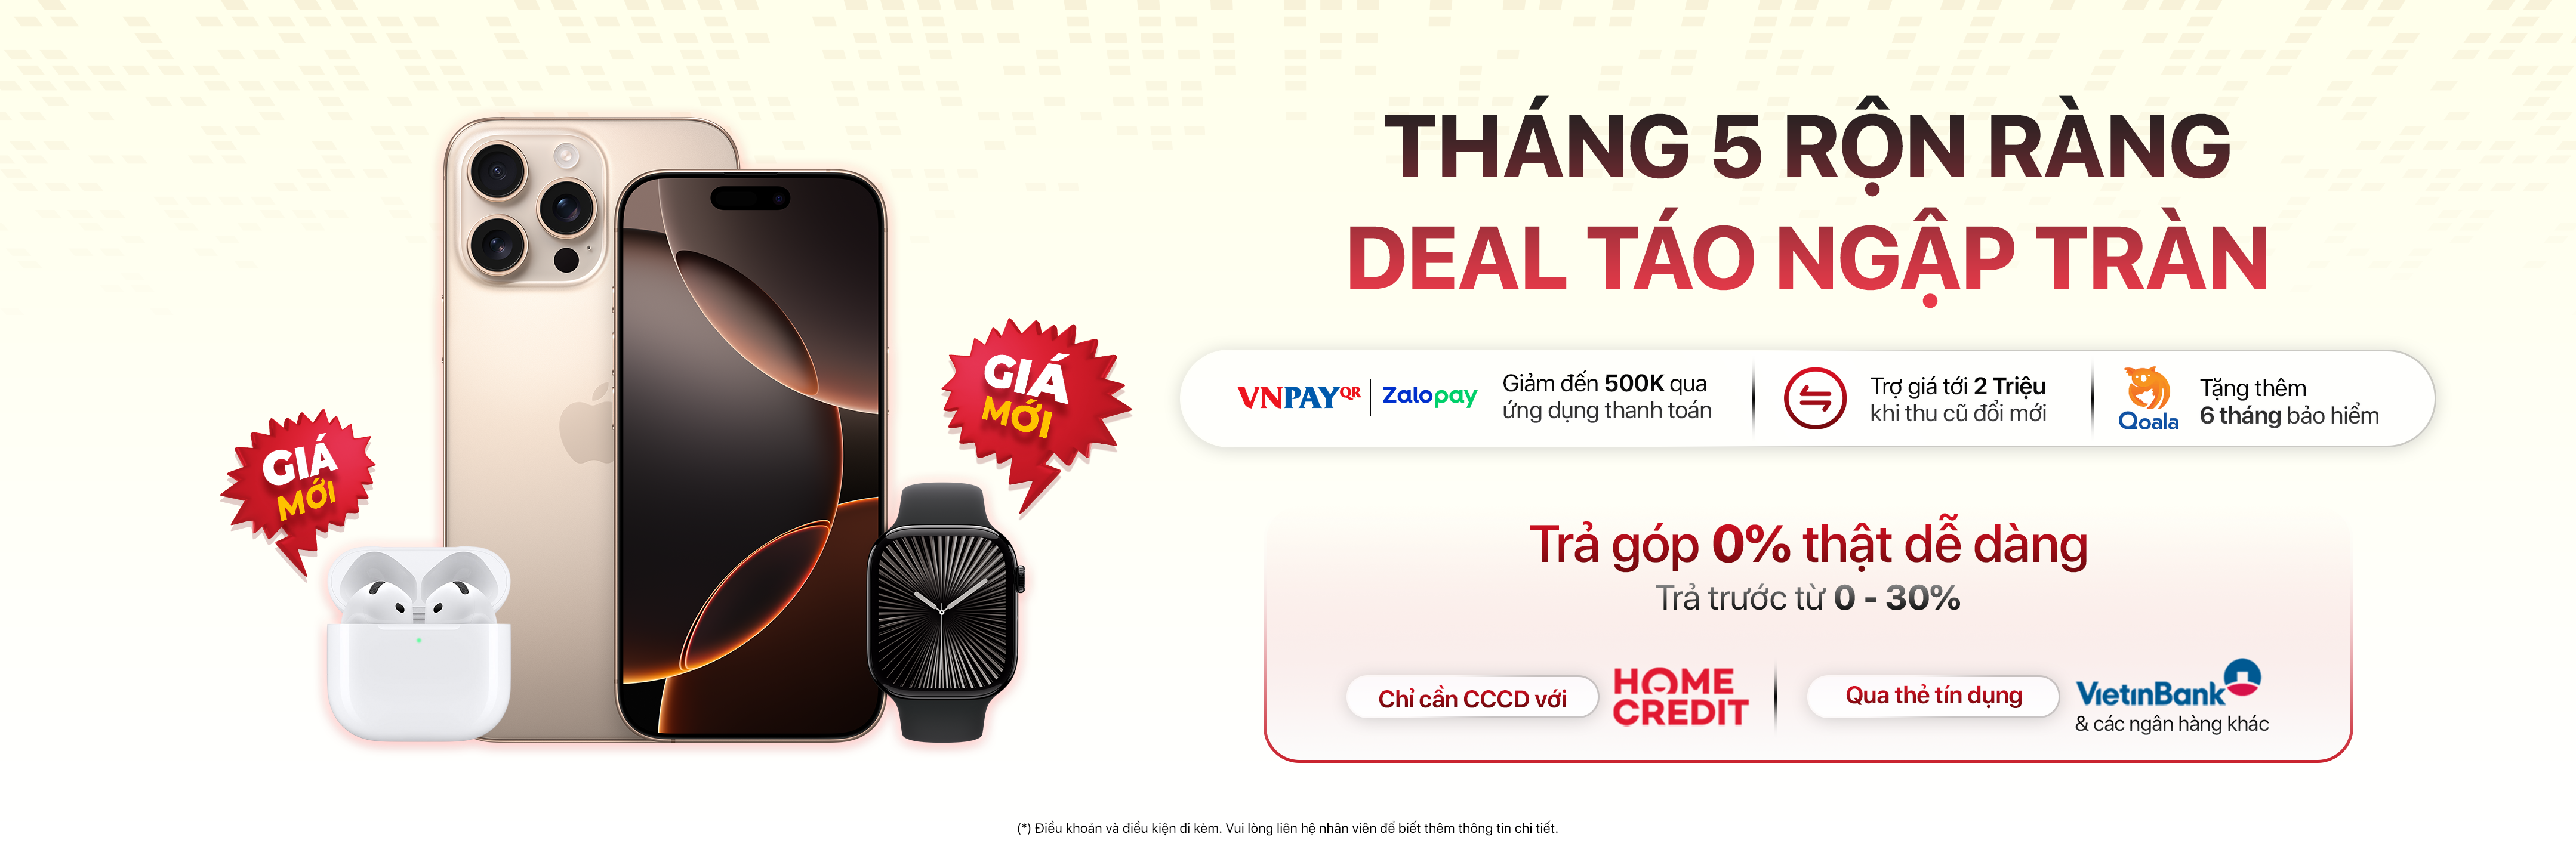 THÁNG 5 RỘN RÀNG
DEAL TÁO NGẬP TRÀN
GIÁ
MỚI
GIÁ
MỚI
VNPAYQR
Zalopay
Giảm đến 500K qua
ứng dụng thanh toán
Trợ giá tới 2 Triệu
khi thu cũ đổi mới
Qoala
Tặng thêm
6 tháng bảo hiểm
Trả góp 0% thật dễ dàng
Trả trước từ 0 - 30%
Chỉ cần CCCD với
HOME
CREDIT
Qua thẻ tín dụng
VietinBank
& các ngân hàng khác
(*) Điều khoản và điều kiện đi kèm. Vui lòng liên hệ nhân viên để biết thêm thông tin chi tiết.